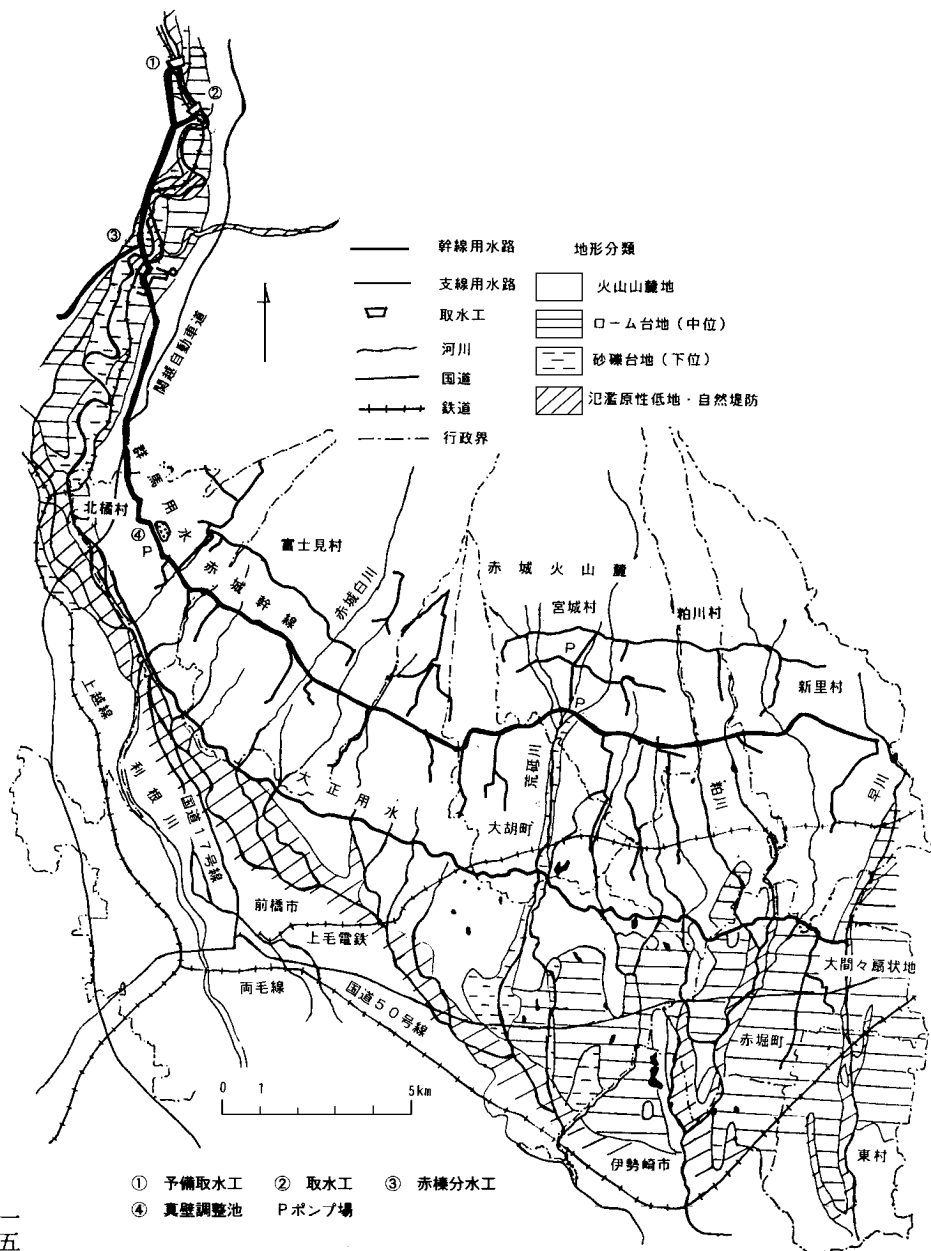 ①
②
③
幹線用水路
支線用水路
取水工
河川
国道
鉄道
行政界
地形分類
火山山麓地
ローム台地(中位)
砂礫台地(下位)
氾濫原性低地・自然堤防
関越自動車道
群馬用水
赤城幹線
北橘村
④
P
富士見村
赤城白川
赤城火山麓
宮城村
粕川村
P
新里村
P
荒砥川
粕川
早川
上越線
利根川
国道17号線
大正用水
大胡町
前橋市
上毛電鉄
両毛線
国道50号線
大間々扇状地
赤堀町
伊勢崎市
東村
0 1 5km
① 予備取水工 ② 取水工 ③ 赤榛分水工
④ 真壁調整池 Pポンプ場
一五